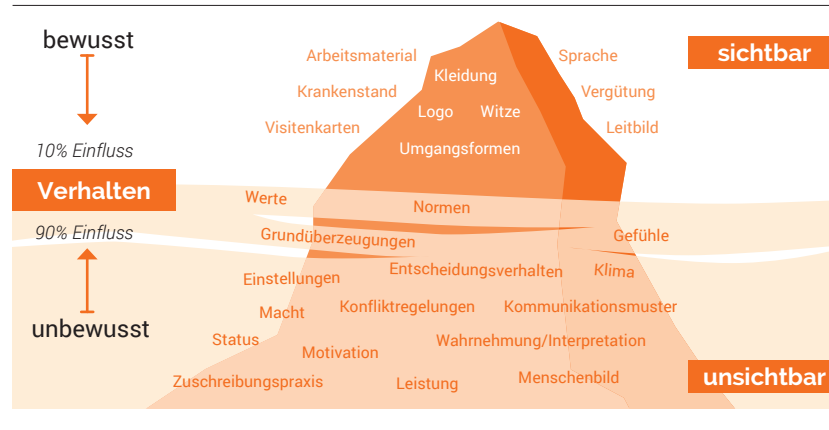 bewusst
Arbeitsmaterial
Sprache
sichtbar
Kleidung
Krankenstand
Vergütung
Logo
Witze
Visitenkarten
Leitbild
10% Einfluss
Umgangsformen
Verhalten
Werte
Normen
90% Einfluss
Grundüberzeugungen
Gefühle
Einstellungen
Entscheidungsverhalten
Klima
Macht
Konfliktregelungen
Kommunikationsmuster
unbewusst
Status
Motivation
Wahrnehmung/Interpretation
Zuschreibungspraxis
Leistung
Menschenbild
unsichtbar